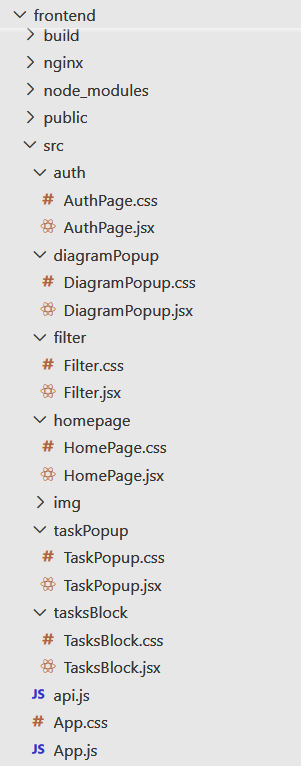 frontend
build
nginx
node_modules
public
src
auth
# AuthPage.css
AuthPage.jsx
diagramPopup
# DiagramPopup.css
DiagramPopup.jsx
filter
# Filter.css
Filter.jsx
homepage
# HomePage.css
HomePage.jsx
img
taskPopup
# TaskPopup.css
TaskPopup.jsx
tasksBlock
# TasksBlock.css
TasksBlock.jsx
JS api.js
# App.css
JS App.js